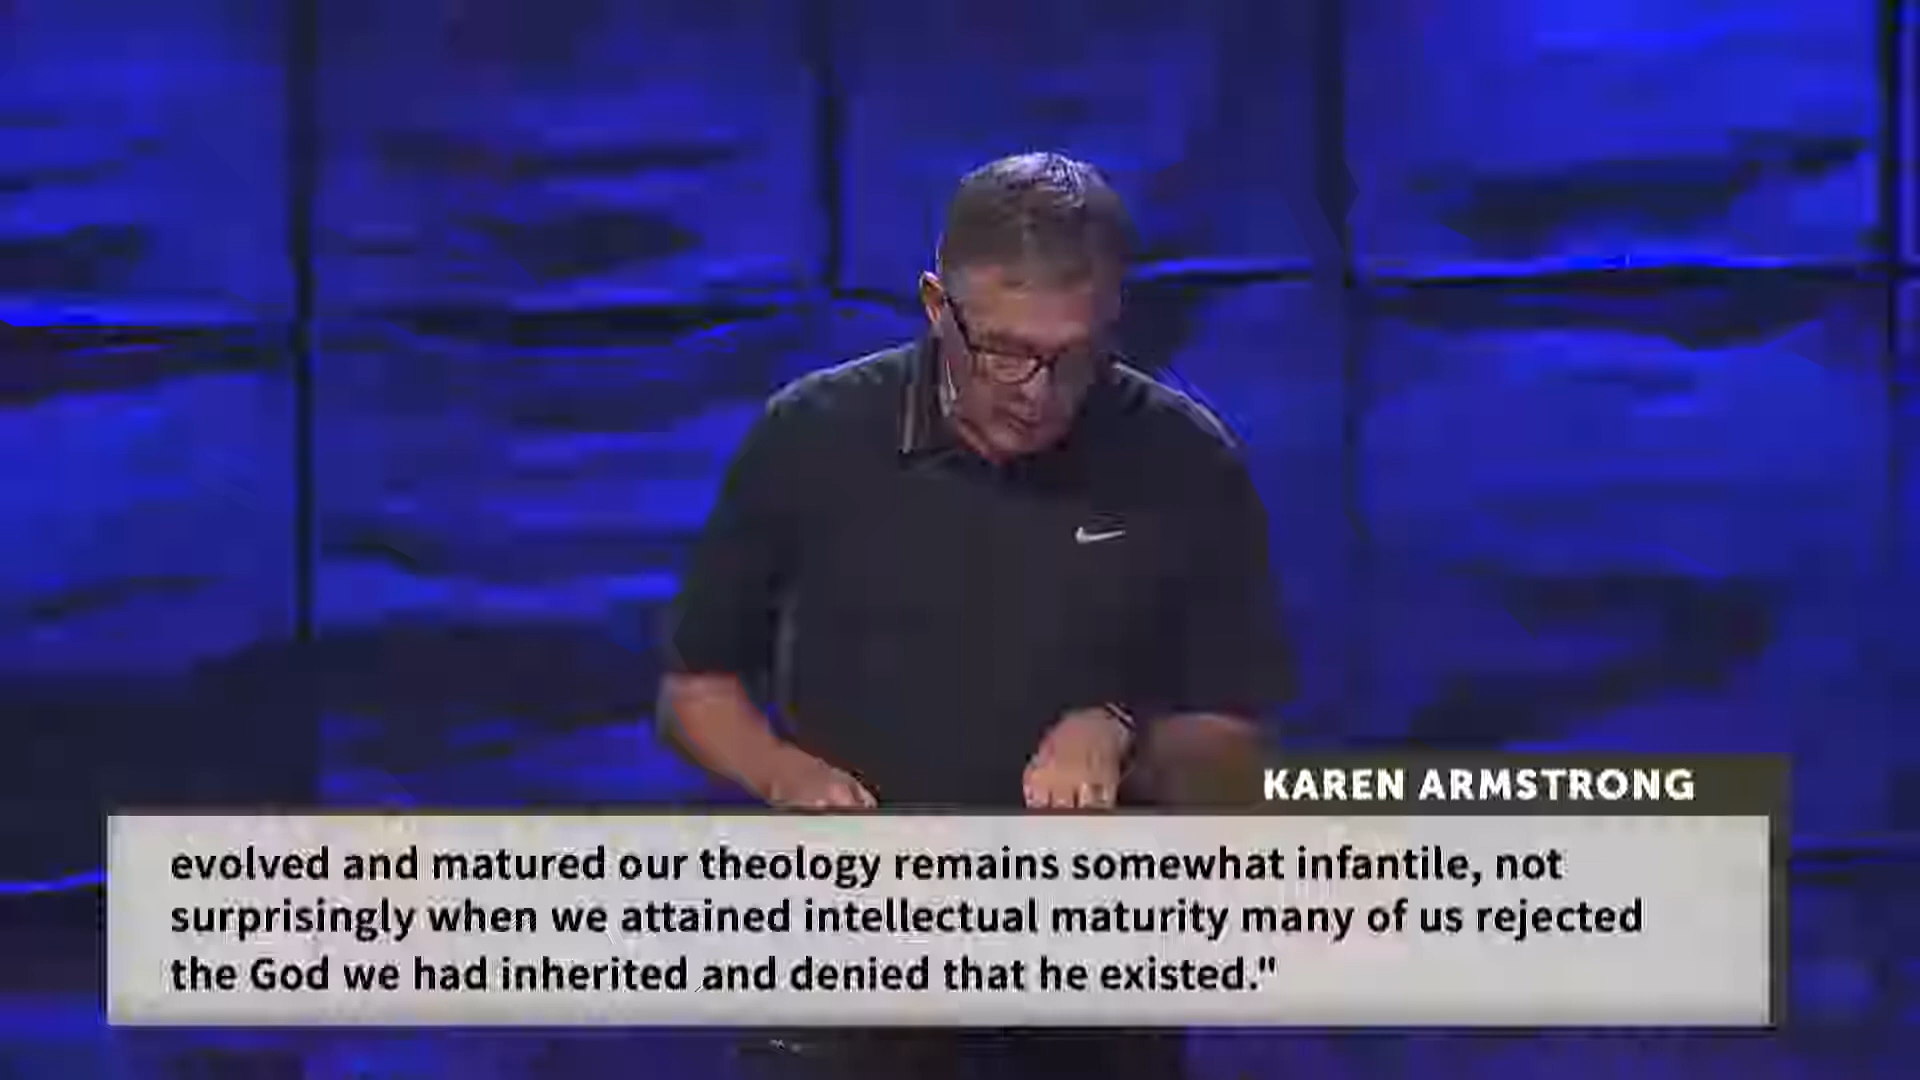 KAREN ARMSTRONG
evolved and matured our theology remains somewhat infantile, not
surprisingly when we attained intellectual maturity many of us rejected
the God we had inherited and denied that he existed."